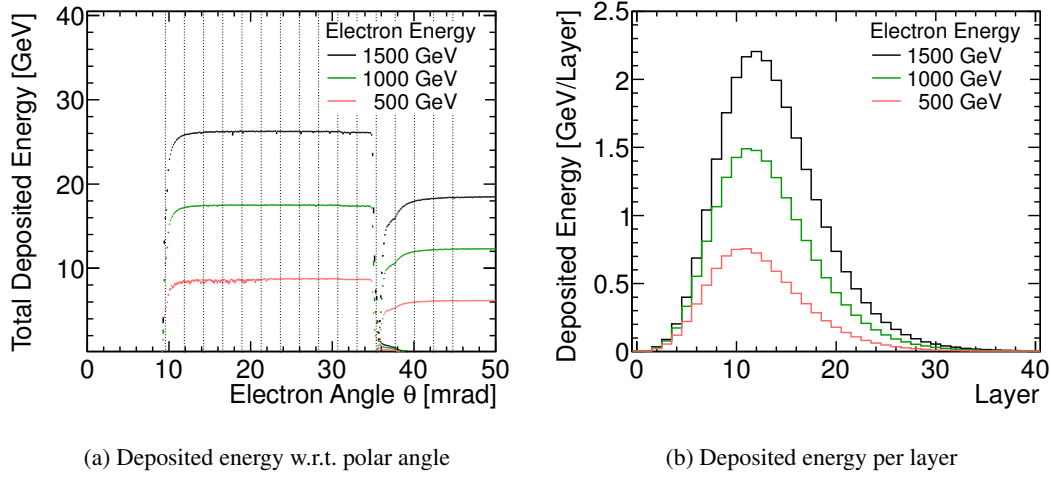 Total Deposited Energy [GeV]
40
30
20
10
0
10
20
30
40
50
Electron Angle θ [mrad]
Electron Energy
1500 GeV
1000 GeV
500 GeV
(a) Deposited energy w.r.t. polar angle
Deposited Energy [GeV/Layer]
2.5
2
1.5
1
0.5
0
0
10
20
30
40
Layer
Electron Energy
1500 GeV
1000 GeV
500 GeV
(b) Deposited energy per layer